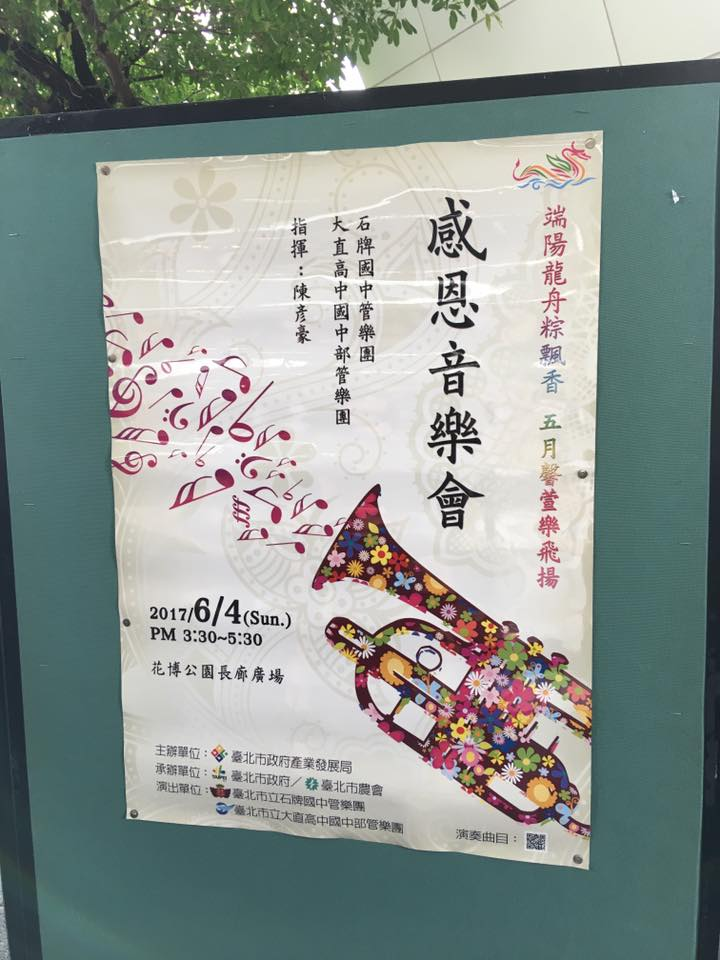 端陽龍舟粽飄香 五月馨萱樂飛揚
感恩音樂會
石牌國中管樂團
大直高中國中部管樂團
指揮：陳彥豪
fff
2017/6/4(Sun.)
PM 3:30~5:30
花博公園長廊廣場
主辦單位：臺北市政府產業發展局
承辦單位：TAIPEI 臺北市政府／臺北市農會
演出單位：臺北市立石牌國中管樂團
臺北市立大直高中國中部管樂團
演奏曲目：